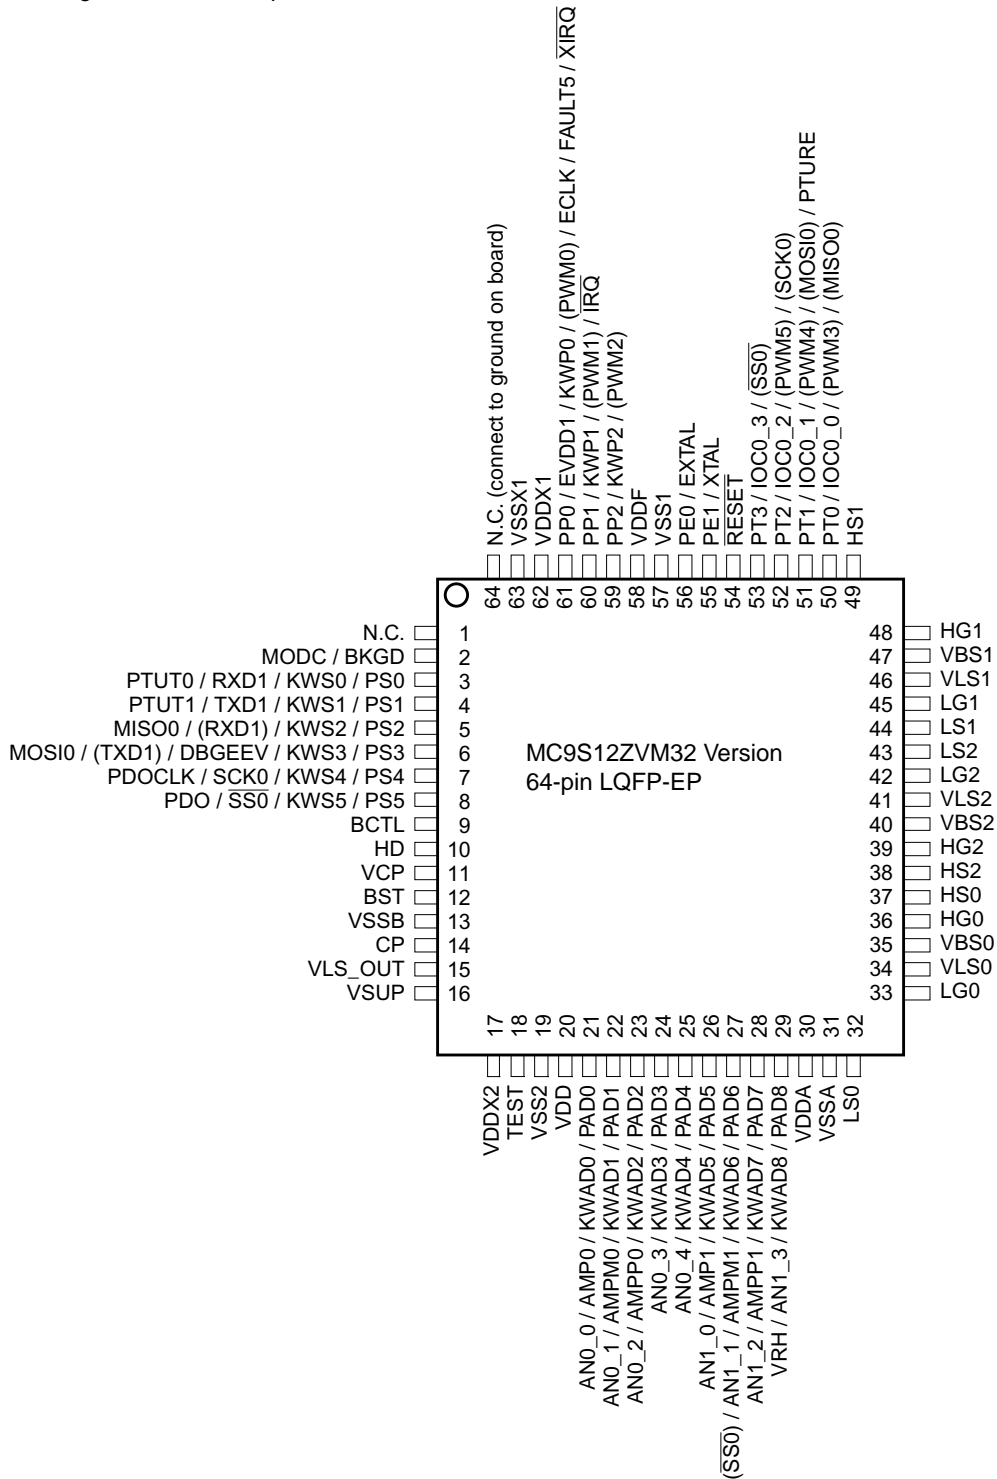 N.C. (connect to ground on board)
VSSX1
VDDX1
PP0 / EVDD1 / KWP0 / (PWM0) / ECLK / FAULT5 / XIRQ
PP1 / KWP1 / (PWM1) / IRQ
PP2 / KWP2 / (PWM2)
VDDF
VSS1
PE0 / EXTAL
PE1 / XTAL
RESET
PT3 / IOC0_3 / (SS0)
PT2 / IOC0_2 / (PWM5) / (SCK0)
PT1 / IOC0_1 / (PWM4) / (MOSI0) / PTURE
PT0 / IOC0_0 / (PWM3) / (MISO0)
HS1
64
63
62
61
60
59
58
57
56
55
54
53
52
51
50
49
N.C. 1
MODC / BKGD 2
PTUT0 / RXD1 / KWS0 / PS0 3
PTUT1 / TXD1 / KWS1 / PS1 4
MISO0 / (RXD1) / KWS2 / PS2 5
MOSI0 / (TXD1) / DBGEEV / KWS3 / PS3 6
PDOCLK / SCK0 / KWS4 / PS4 7
PDO / SS0 / KWS5 / PS5 8
BCTL 9
HD 10
VCP 11
BST 12
VSSB 13
CP 14
VLS_OUT 15
VSUP 16
MC9S12ZVM32 Version
64-pin LQFP-EP
48 HG1
47 VBS1
46 VLS1
45 LG1
44 LS1
43 LS2
42 LG2
41 VLS2
40 VBS2
39 HG2
38 HS2
37 HS0
36 HG0
35 VBS0
34 VLS0
33 LG0
17
18
19
20
21
22
23
24
25
26
27
28
29
30
31
32
VDDX2
TEST
VSS2
VDD
AN0_0 / AMP0 / KWAD0 / PAD0
AN0_1 / AMPM0 / KWAD1 / PAD1
AN0_2 / AMPP0 / KWAD2 / PAD2
AN0_3 / KWAD3 / PAD3
AN0_4 / KWAD4 / PAD4
AN1_0 / AMP1 / KWAD5 / PAD5
(SS0) / AN1_1 / AMPM1 / KWAD6 / PAD6
AN1_2 / AMPP1 / KWAD7 / PAD7
VRH / AN1_3 / KWAD8 / PAD8
VDDA
VSSA
LS0